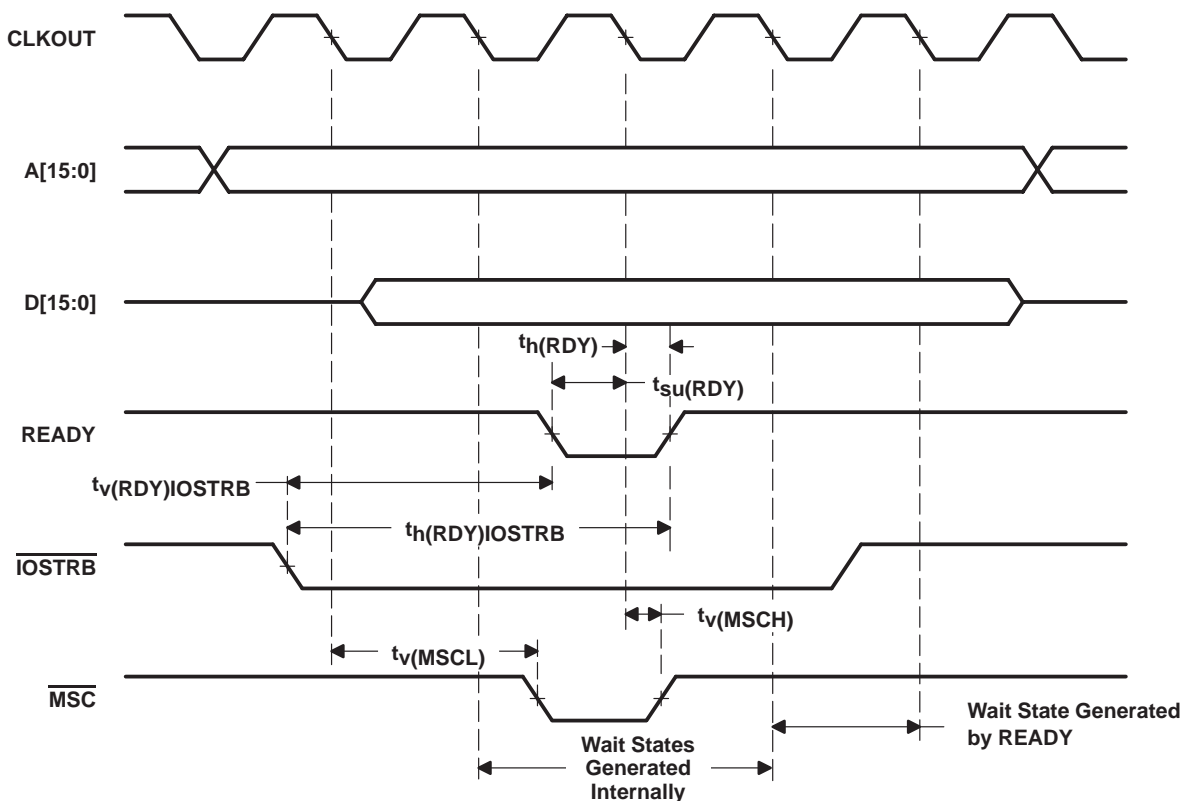 CLKOUT
A[15:0]
D[15:0]
th(RDY)
tsu(RDY)
READY
tv(RDY)IOSTRB
th(RDY)IOSTRB
IOSTRB
tv(MSCH)
tv(MSCL)
MSC
Wait State Generated
by READY
Wait States
Generated
Internally